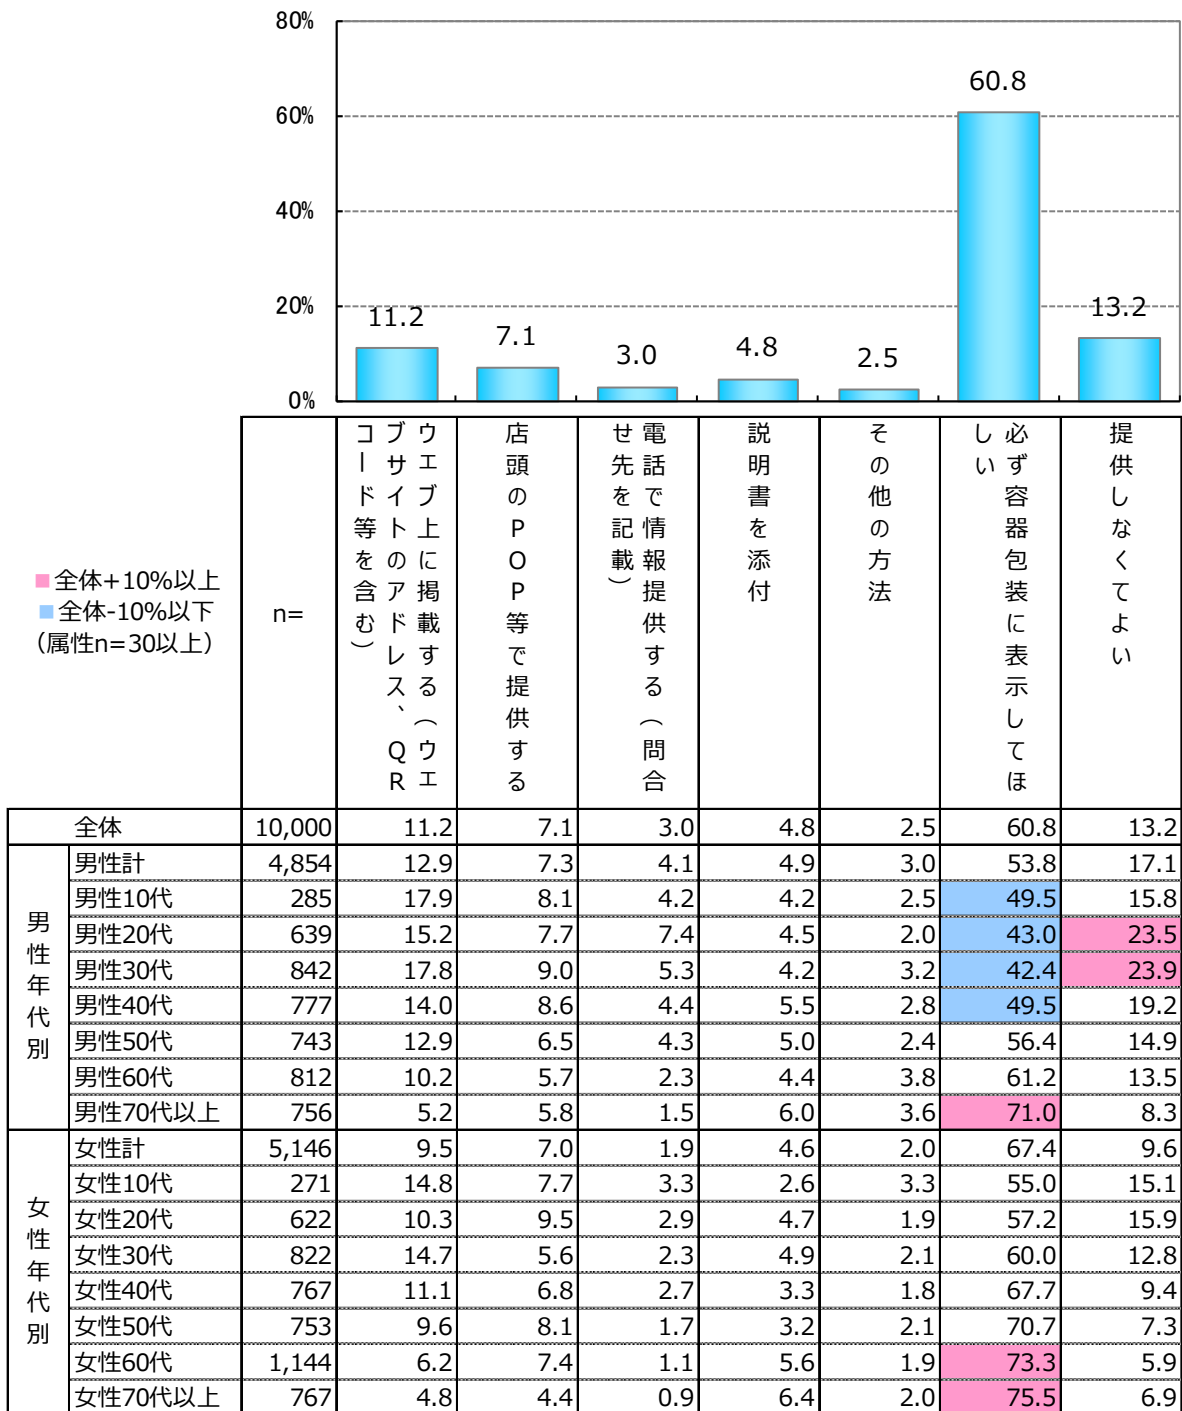 80%
60%
40%
20%
0%
11.2
7.1
3.0
4.8
2.5
60.8
13.2
■全体+10%以上
■全体-10%以下
（属性n=30以上）
n=
ウエブ上に掲載する（ウエ
ブサイトのアドレス、QR
コード等を含む）
店頭のPOP等で提供する
電話で情報提供する（問合
せ先を記載）
説明書を添付
その他の方法
必ず容器包装に表示してほ
しい
提供しなくてよい
全体 10,000 11.2 7.1 3.0 4.8 2.5 60.8 13.2
男性年代別
男性計 4,854 12.9 7.3 4.1 4.9 3.0 53.8 17.1
男性10代 285 17.9 8.1 4.2 4.2 2.5 49.5 15.8
男性20代 639 15.2 7.7 7.4 4.5 2.0 43.0 23.5
男性30代 842 17.8 9.0 5.3 4.2 3.2 42.4 23.9
男性40代 777 14.0 8.6 4.4 5.5 2.8 49.5 19.2
男性50代 743 12.9 6.5 4.3 5.0 2.4 56.4 14.9
男性60代 812 10.2 5.7 2.3 4.4 3.8 61.2 13.5
男性70代以上 756 5.2 5.8 1.5 6.0 3.6 71.0 8.3
女性年代別
女性計 5,146 9.5 7.0 1.9 4.6 2.0 67.4 9.6
女性10代 271 14.8 7.7 3.3 2.6 3.3 55.0 15.1
女性20代 622 10.3 9.5 2.9 4.7 1.9 57.2 15.9
女性30代 822 14.7 5.6 2.3 4.9 2.1 60.0 12.8
女性40代 767 11.1 6.8 2.7 3.3 1.8 67.7 9.4
女性50代 753 9.6 8.1 1.7 3.2 2.1 70.7 7.3
女性60代 1,144 6.2 7.4 1.1 5.6 1.9 73.3 5.9
女性70代以上 767 4.8 4.4 0.9 6.4 2.0 75.5 6.9